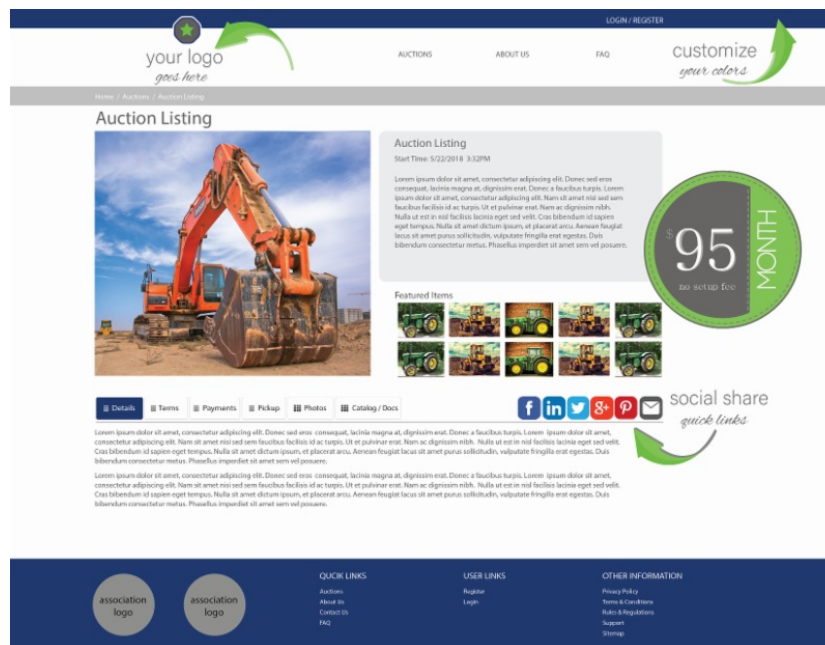 LOGIN / REGISTER
your logo
goes here
AUCTIONS
ABOUT US
FAQ
customize
your colors
Home / Auctions / Auction Listing
Auction Listing
Auction Listing
Start Time: 5/22/2018 3:32PM
Lorem ipsum dolor sit amet, consectetur adipiscing elit. Donec sed eros
consequat, lacinia magna at, dignissim erat. Donec a faucibus turpis. Lorem
ipsum dolor sit amet, consectetur adipiscing elit. Nam sit amet nisi sed sem
faucibus facilisis id ac turpis. Ut et pulvinar erat. Nam ac dignissim nibh.
Nulla ut est in nisl facilisis lacinia eget sed velit. Cras bibendum id sapien
eget tempus. Nulla sit amet dictum ipsum, et placerat arcu. Aenean feugiat
lacus sit amet purus sollicitudin, vulputate fringilla erat egestas. Duis
bibendum consectetur metus. Phasellus imperdiet sit amet sem vel posuere.
$95
no setup fee
MONTH
Featured Items
Details
Terms
Payments
Pickup
Photos
Catalog / Docs
social share
quick links
Lorem ipsum dolor sit amet, consectetur adipiscing elit. Donec sed eros consequat, lacinia magna at, dignissim erat. Donec a faucibus turpis. Lorem ipsum dolor sit amet,
consectetur adipiscing elit. Nam sit amet nisi sed sem faucibus facilisis id ac turpis. Ut et pulvinar erat. Nam ac dignissim nibh. Nulla ut est in nisl facilisis lacinia eget sed velit.
Cras bibendum id sapien eget tempus. Nulla sit amet dictum ipsum, et placerat arcu. Aenean feugiat lacus sit amet purus sollicitudin, vulputate fringilla erat egestas. Duis
bibendum consectetur metus. Phasellus imperdiet sit amet sem vel posuere.
Lorem ipsum dolor sit amet, consectetur adipiscing elit. Donec sed eros consequat, lacinia magna at, dignissim erat. Donec a faucibus turpis. Lorem ipsum dolor sit amet,
consectetur adipiscing elit. Nam sit amet nisi sed sem faucibus facilisis id ac turpis. Ut et pulvinar erat. Nam ac dignissim nibh. Nulla ut est in nisl facilisis lacinia eget sed velit.
Cras bibendum id sapien eget tempus. Nulla sit amet dictum ipsum, et placerat arcu. Aenean feugiat lacus sit amet purus sollicitudin, vulputate fringilla erat egestas. Duis
bibendum consectetur metus. Phasellus imperdiet sit amet sem vel posuere.
association
logo
association
logo
QUCIK LINKS
Auctions
About Us
Contact Us
FAQ
USER LINKS
Register
Login
OTHER INFORMATION
Privacy Policy
Terms & Conditions
Rules & Regulations
Support
Sitemap